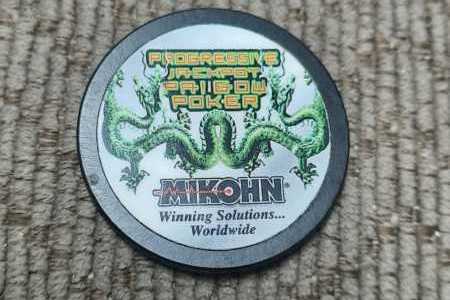 PROGRESSIVE
JACKPOT
PAI GOW
POKER
MIKOHN®
Winning Solutions...
Worldwide